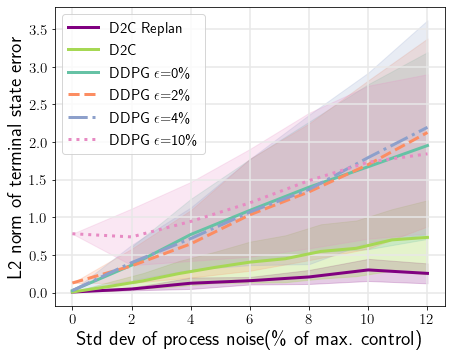 D2C Replan
D2C
DDPG ϵ=0%
DDPG ϵ=2%
DDPG ϵ=4%
DDPG ϵ=10%
L2 norm of terminal state error
3.5
3.0
2.5
2.0
1.5
1.0
0.5
0.0
0 2 4 6 8 10 12
Std dev of process noise(% of max. control)